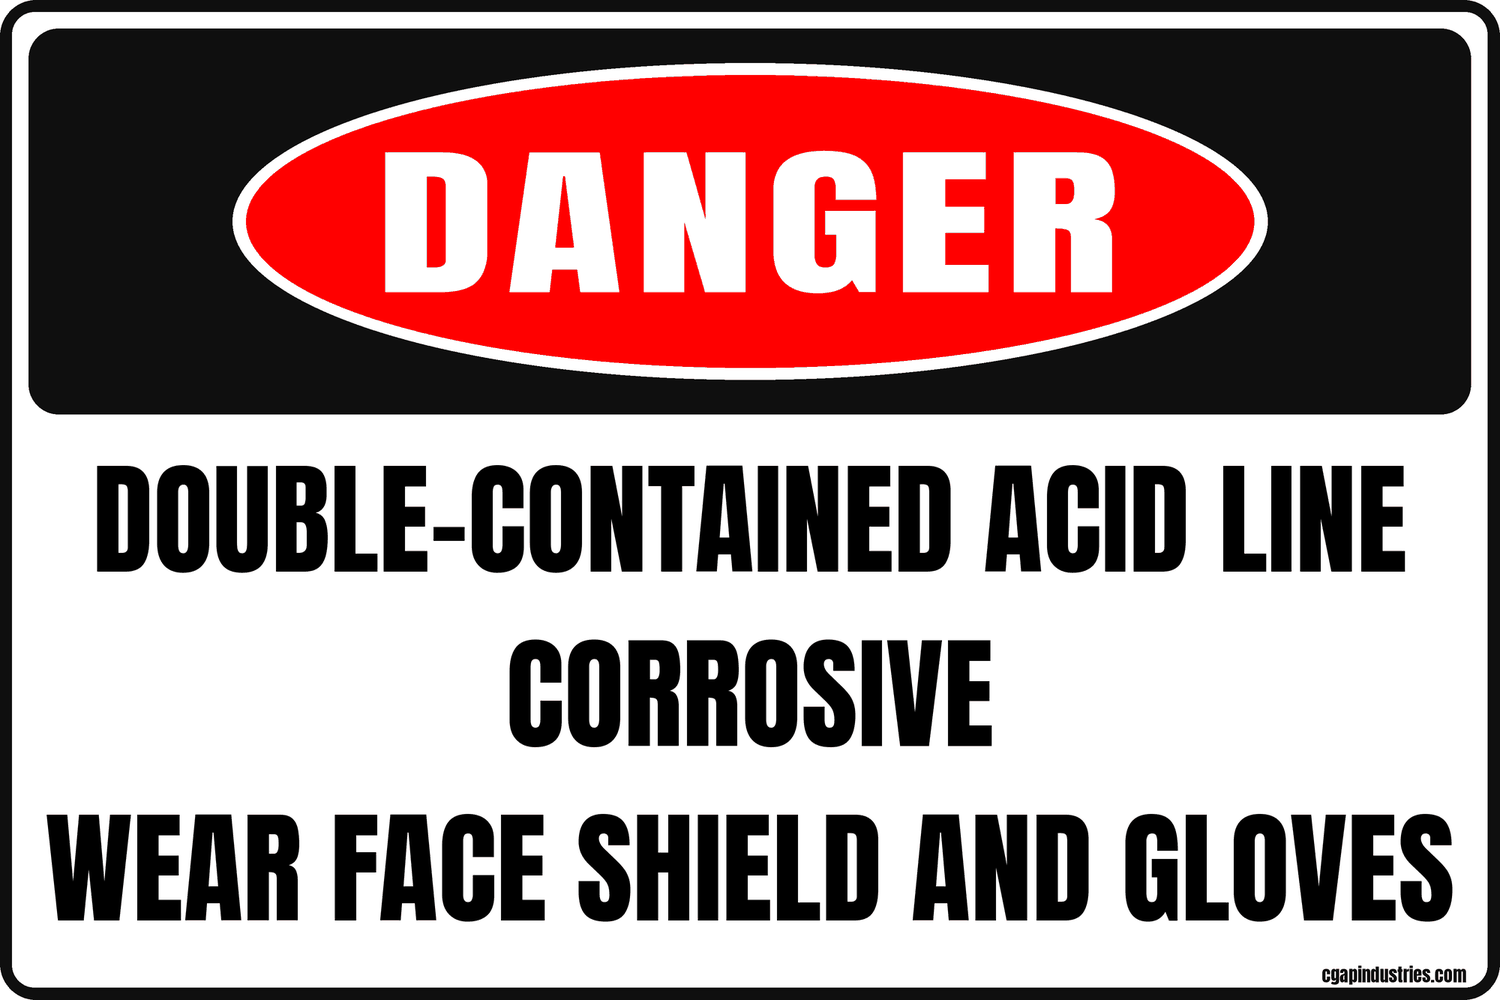 DANGER
DOUBLE-CONTAINED ACID LINE
CORROSIVE
WEAR FACE SHIELD AND GLOVES
cgapindustries.com